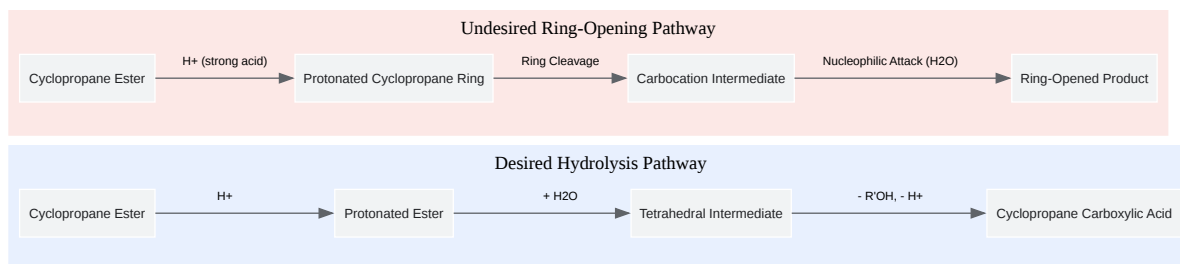 Undesired Ring-Opening Pathway
Cyclopropane Ester
H+ (strong acid)
Protonated Cyclopropane Ring
Ring Cleavage
Carbocation Intermediate
Nucleophilic Attack (H2O)
Ring-Opened Product
Desired Hydrolysis Pathway
Cyclopropane Ester
H+
Protonated Ester
+ H2O
Tetrahedral Intermediate
- R'OH, - H+
Cyclopropane Carboxylic Acid